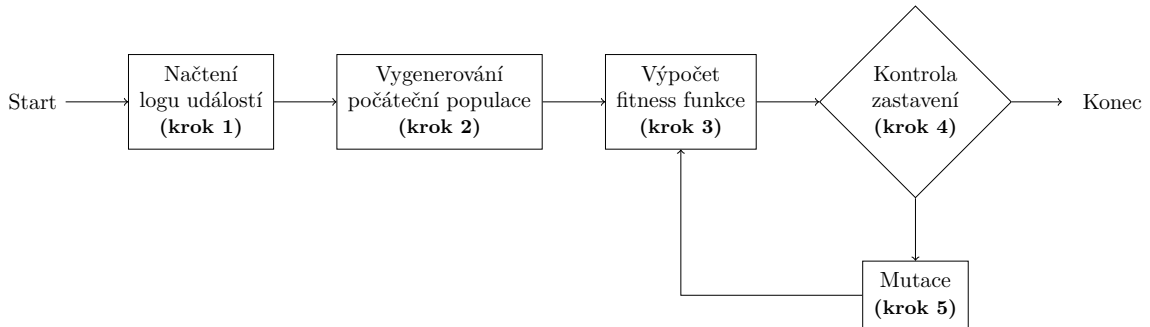 Start
Načtení
logu událostí
(krok 1)
Vygenerování
počáteční populace
(krok 2)
Výpočet
fitness funkce
(krok 3)
Kontrola
zastavení
(krok 4)
Konec
Mutace
(krok 5)